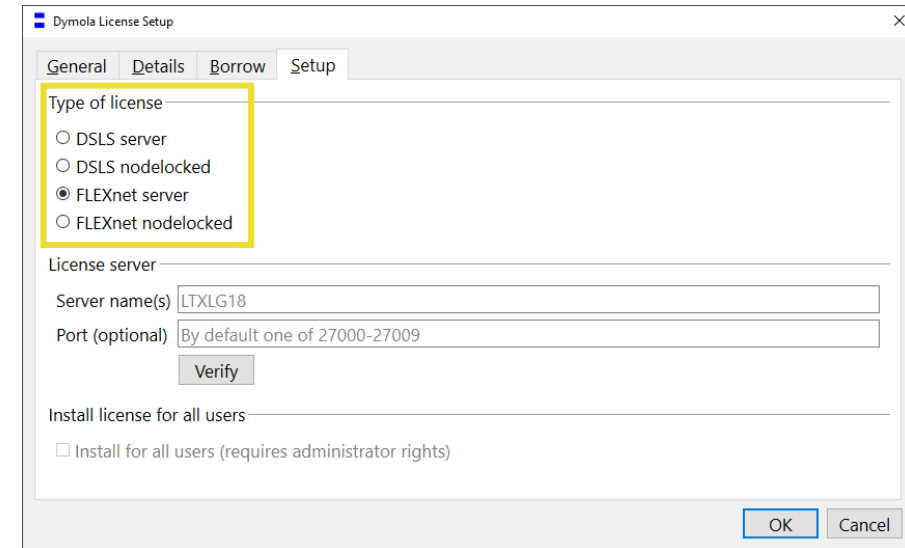 Dymola License Setup
General Details Borrow Setup
Type of license
DSLS server
DSLS nodelocked
FLEXnet server
FLEXnet nodelocked
License server
Server name(s) LTXLG18
Port (optional) By default one of 27000-27009
Verify
Install license for all users
Install for all users (requires administrator rights)
OK Cancel